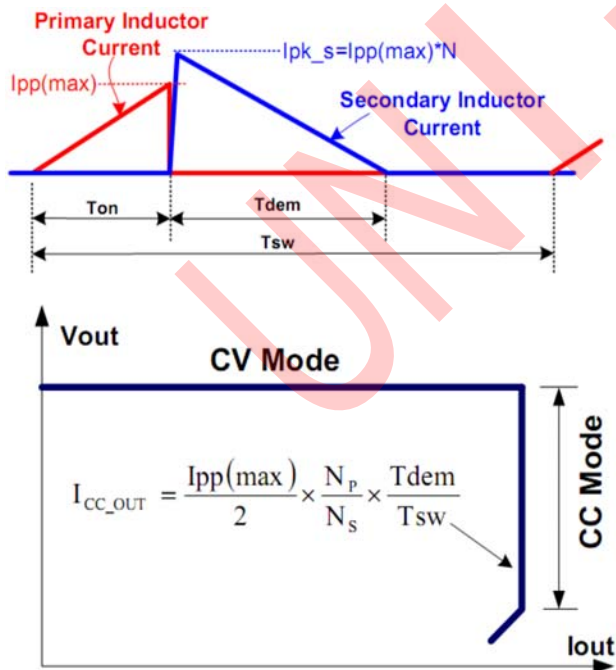 Primary Inductor
Current
Ipk_s=Ipp(max)*N
Ipp(max)
Secondary Inductor
Current
Ton
Tdem
Tsw
Vout
CV Mode
I_CC_OUT = Ipp(max)/2 × N_P/N_S × Tdem/Tsw
CC Mode
Iout
UNI